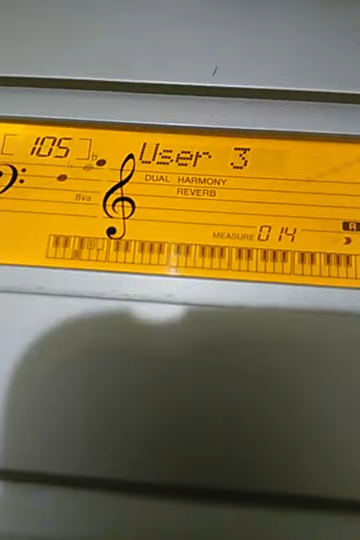 105 User 3
DUAL HARMONY
REVERB
8va
MEASURE 014
R